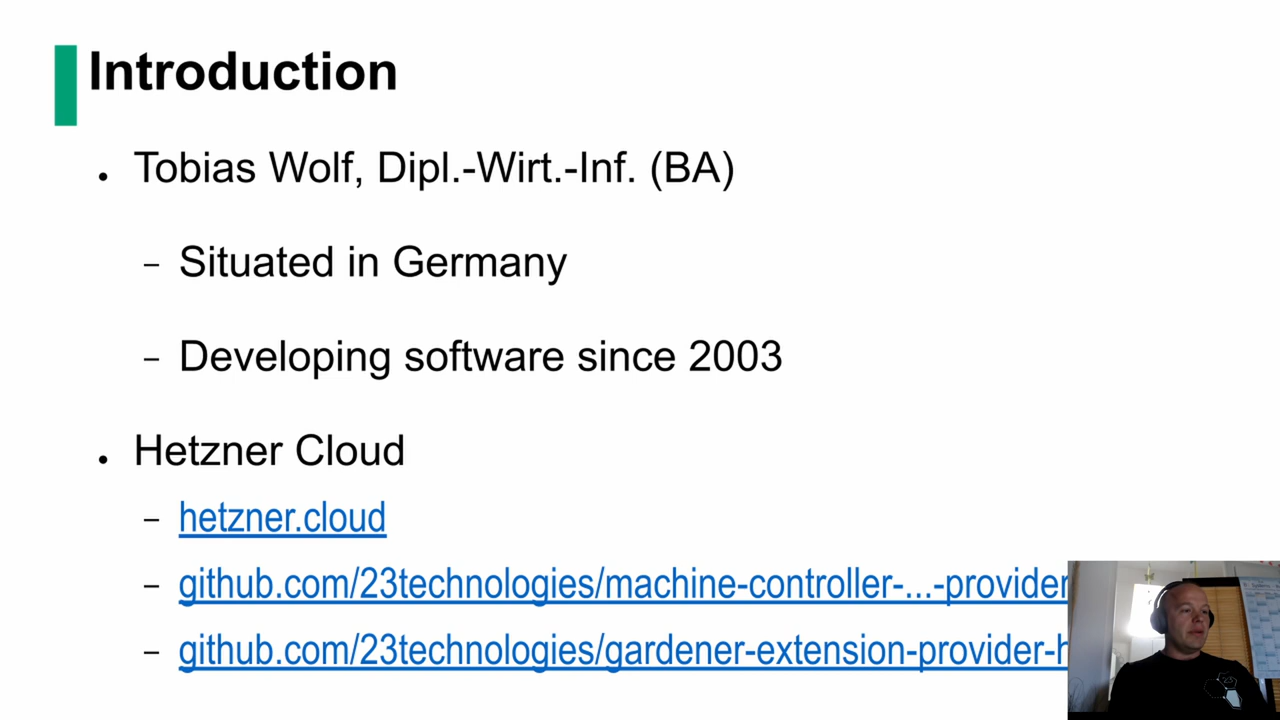 Introduction
● Tobias Wolf, Dipl.-Wirt.-Inf. (BA)
– Situated in Germany
– Developing software since 2003
● Hetzner Cloud
– hetzner.cloud
– github.com/23technologies/machine-controller-...-provider
– github.com/23technologies/gardener-extension-provider-h
23